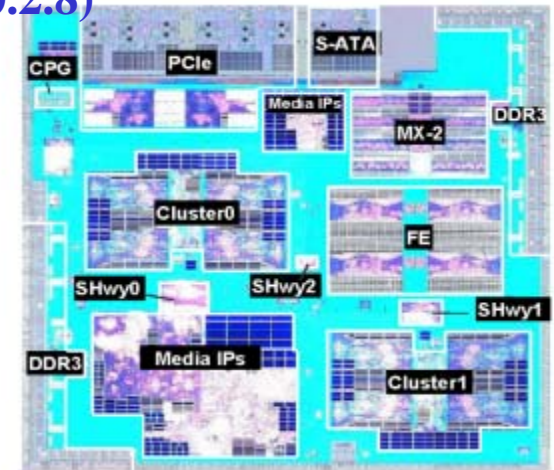 .2.8)
S-ATA
PCIe
CPG
Media IPs
DDR3
MX-2
Cluster0
FE
SHwy0
SHwy2
SHwy1
DDR3
Media IPs
Cluster1